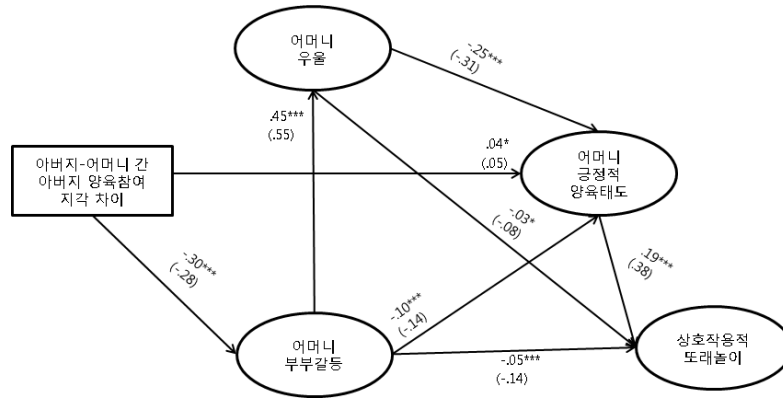 어머니
우울
-.25***
(-.31)
.45***
(.55)
.04*
(.05)
아버지-어머니 간
아버지 양육참여
지각 차이
어머니
긍정적
양육태도
-.03*
(-.08)
-.30***
(-.28)
.19***
(.38)
-.10***
(-.14)
어머니
부부갈등
-.05***
(-.14)
상호작용적
또래놀이